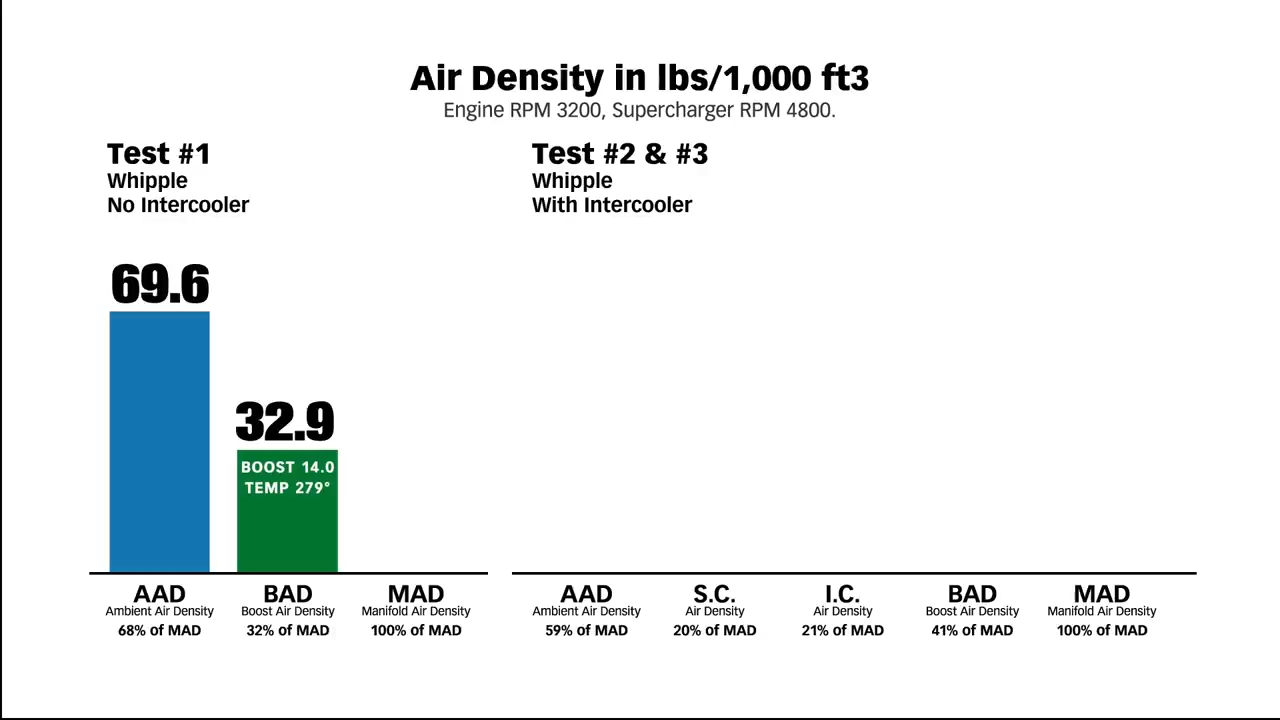 Air Density in lbs/1,000 ft3
Engine RPM 3200, Supercharger RPM 4800.
Test #1
Whipple
No Intercooler
69.6
32.9
BOOST 14.0
TEMP 279°
AAD
Ambient Air Density
68% of MAD
BAD
Boost Air Density
32% of MAD
MAD
Manifold Air Density
100% of MAD
Test #2 & #3
Whipple
With Intercooler
AAD
Ambient Air Density
59% of MAD
S.C.
Air Density
20% of MAD
I.C.
Air Density
21% of MAD
BAD
Boost Air Density
41% of MAD
MAD
Manifold Air Density
100% of MAD